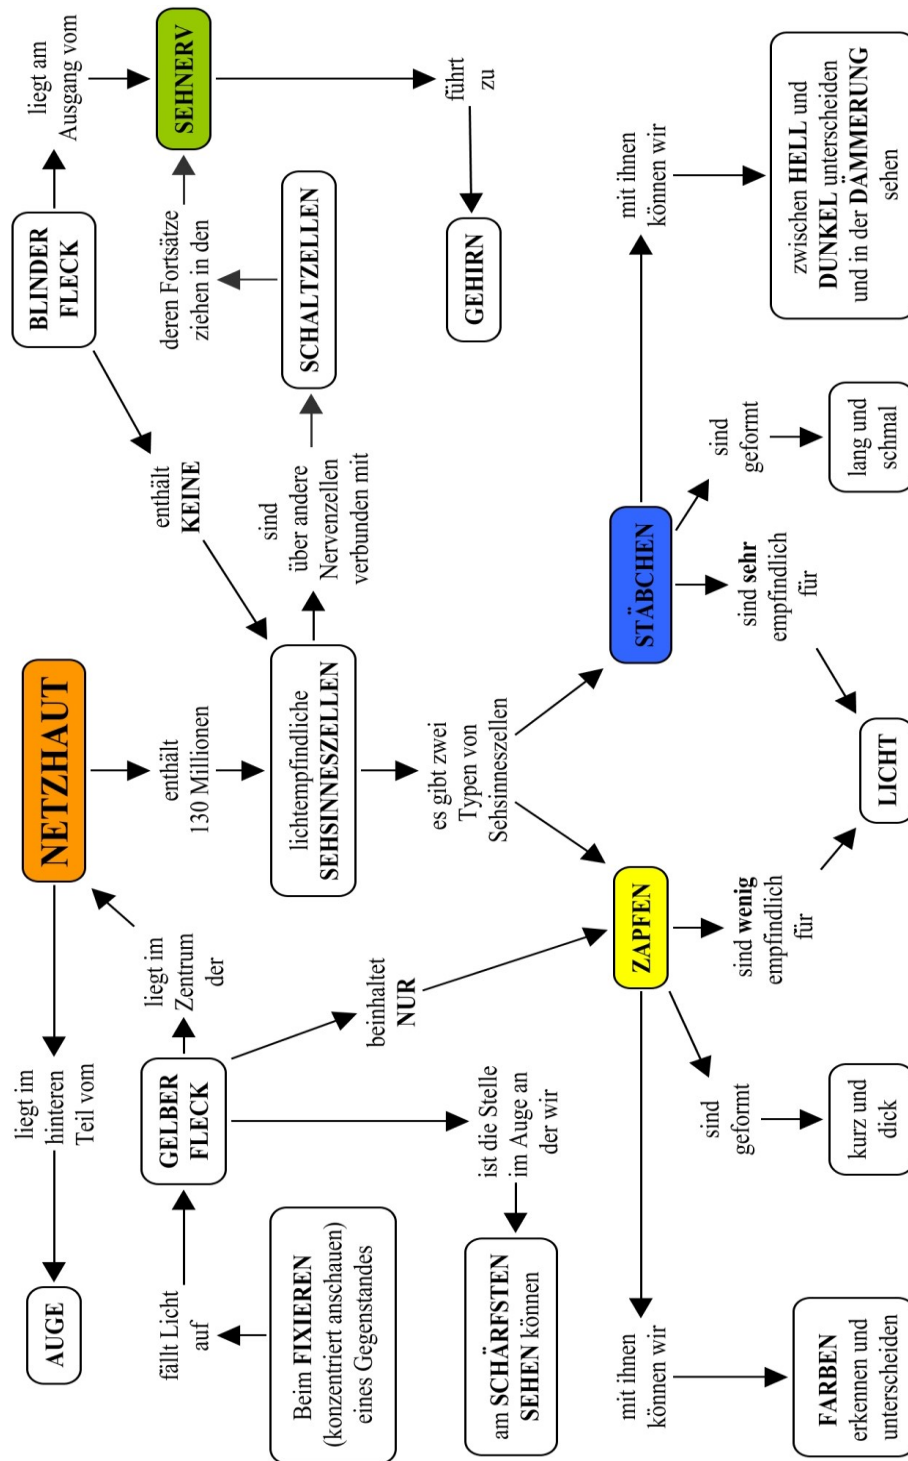 NETZHAUT
liegt im
hinteren
Teil vom
AUGE
enthält
130 Millionen
lichtempfindliche
SEHSINNESZELLEN
BLINDER
FLECK
liegt am
Ausgang vom
SEHNERV
führt
zu
GEHIRN
enthält
KEINE
sind
über andere
Nervenzellen
verbunden mit
SCHALTZELLEN
deren Fortsätze
ziehen in den
liegt im
Zentrum
der
GELBER
FLECK
fällt Licht
auf
Beim FIXIEREN
(konzentriert anschauen)
eines Gegenstandes
ist die Stelle
im Auge an
der wir
am SCHÄRFSTEN
SEHEN können
beinhaltet
NUR
es gibt zwei
Typen von
Sehsinneszellen
ZAPFEN
mit ihnen
können wir
FARBEN
erkennen und
unterscheiden
sind
geformt
kurz und
dick
sind wenig
empfindlich
für
LICHT
STÄBCHEN
sind sehr
empfindlich
für
sind
geformt
lang und
schmal
mit ihnen
können wir
zwischen HELL und
DUNKEL unterscheiden
und in der DÄMMERUNG
sehen